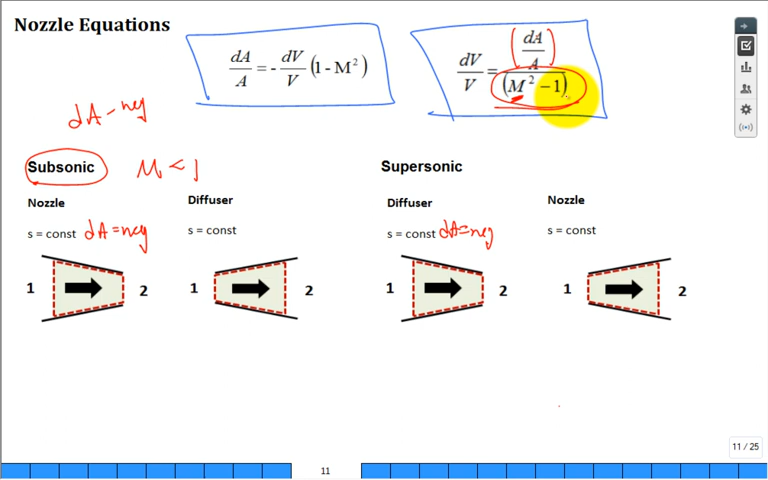 Nozzle Equations
dA/A = - dV/V (1 - M²)
dV/V = (dA/A)/(M² - 1)
dA - neg
Subsonic M < 1
Supersonic
Nozzle
Diffuser
Diffuser
Nozzle
s = const dA = neg
s = const
s = const dA = neg
s = const
1 2
1 2
1 2
1 2
11 / 25
11